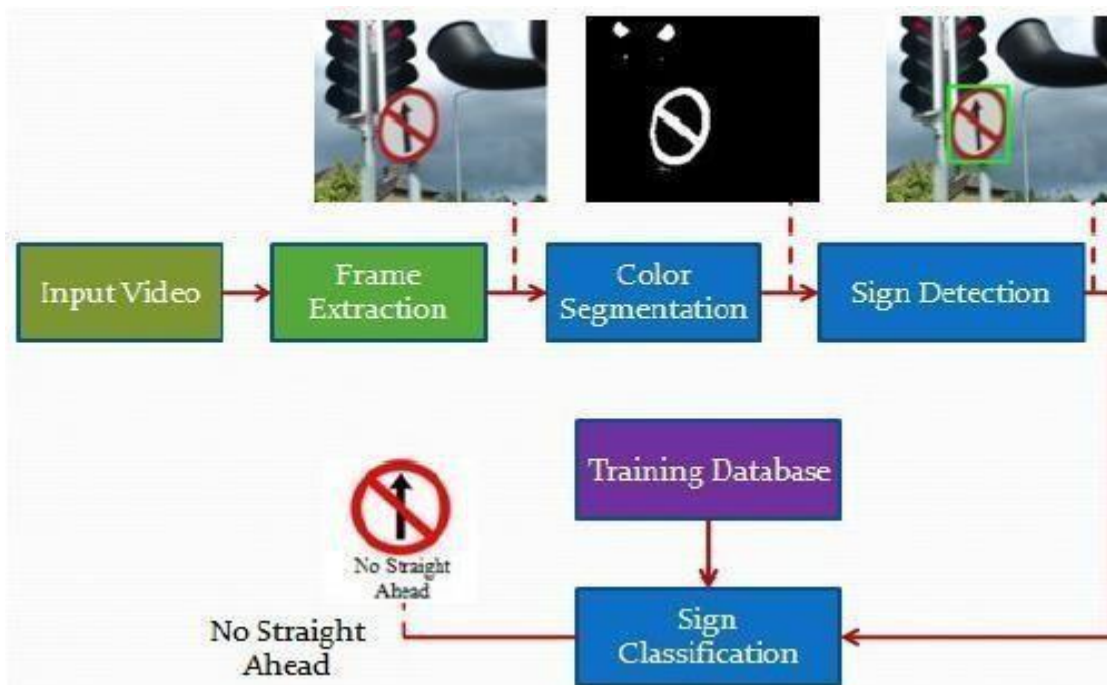 Input Video
Frame
Extraction
Color
Segmentation
Sign Detection
Training Database
No Straight
Ahead
No Straight
Ahead
Sign
Classification